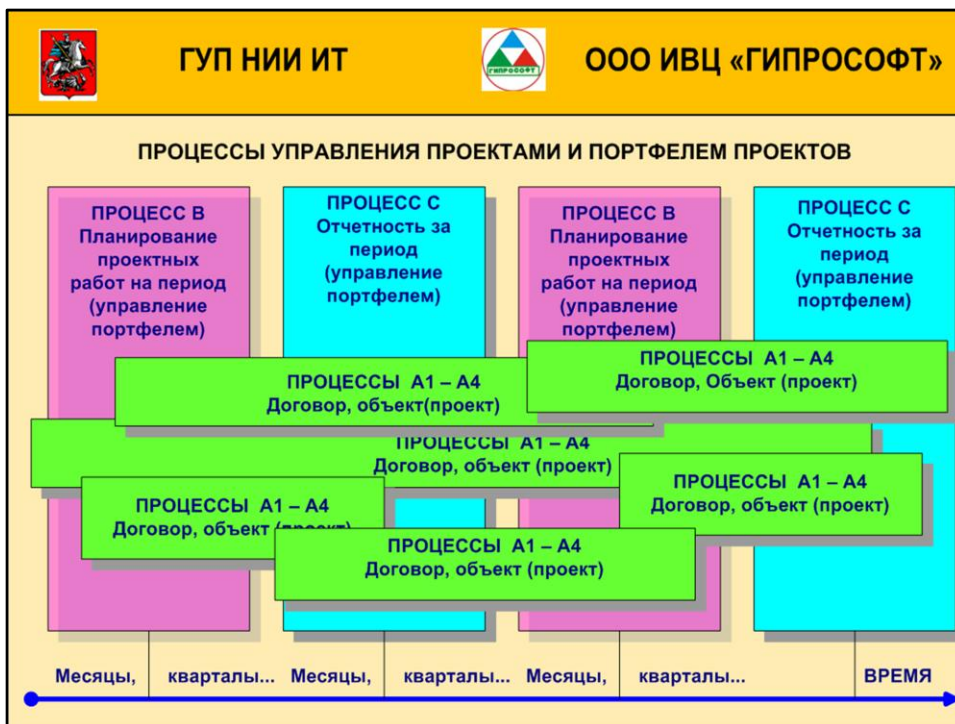 ГУП НИИ ИТ
ГИПРОСОФТ
ООО ИВЦ «ГИПРОСОФТ»
ПРОЦЕССЫ УПРАВЛЕНИЯ ПРОЕКТАМИ И ПОРТФЕЛЕМ ПРОЕКТОВ
ПРОЦЕСС В
Планирование
проектных
работ на период
(управление
портфелем)
ПРОЦЕСС С
Отчетность за
период
(управление
портфелем)
ПРОЦЕСС В
Планирование
проектных
работ на период
(управление
портфелем)
ПРОЦЕСС С
Отчетность за
период
(управление
портфелем)
ПРОЦЕССЫ А1 – А4
Договор, Объект (проект)
ПРОЦЕССЫ А1 – А4
Договор, объект(проект)
ПРОЦЕССЫ А1 – А4
Договор, объект (проект)
ПРОЦЕССЫ А1 – А4
Договор, объект (проект)
ПРОЦЕССЫ А1 – А4
Договор, объект (проект)
ПРОЦЕССЫ А1 – А4
Договор, объект (проект)
Месяцы, кварталы... Месяцы, кварталы... Месяцы, кварталы... ВРЕМЯ